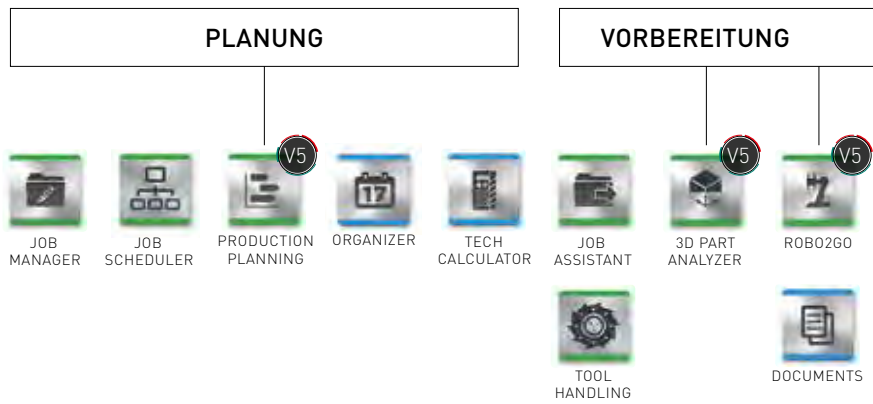 PLANUNG
VORBEREITUNG
V5
V5
V5
17
JOB
MANAGER
JOB
SCHEDULER
PRODUCTION
PLANNING
ORGANIZER
TECH
CALCULATOR
JOB
ASSISTANT
3D PART
ANALYZER
ROBO2GO
TOOL
HANDLING
DOCUMENTS